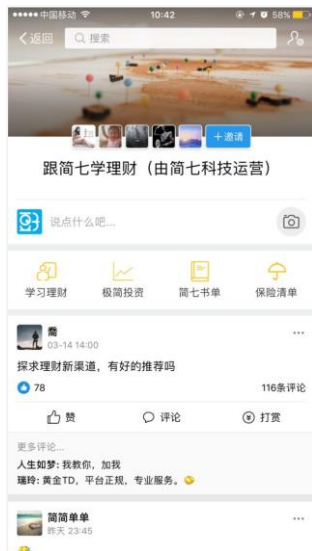 中国移动 10:42 58%
返回 搜索
+邀请
跟简七学理财（由简七科技运营）
说点什么吧...
学习理财 极简投资 简七书单 保险清单
03-14 14:00
探求理财新渠道，有好的推荐吗
78 116条评论
赞 评论 打赏
更多评论...
人生如梦: 我教你，加我
瑞玲: 黄金TD，平台正规，专业服务。
简简单单
昨天 23:45